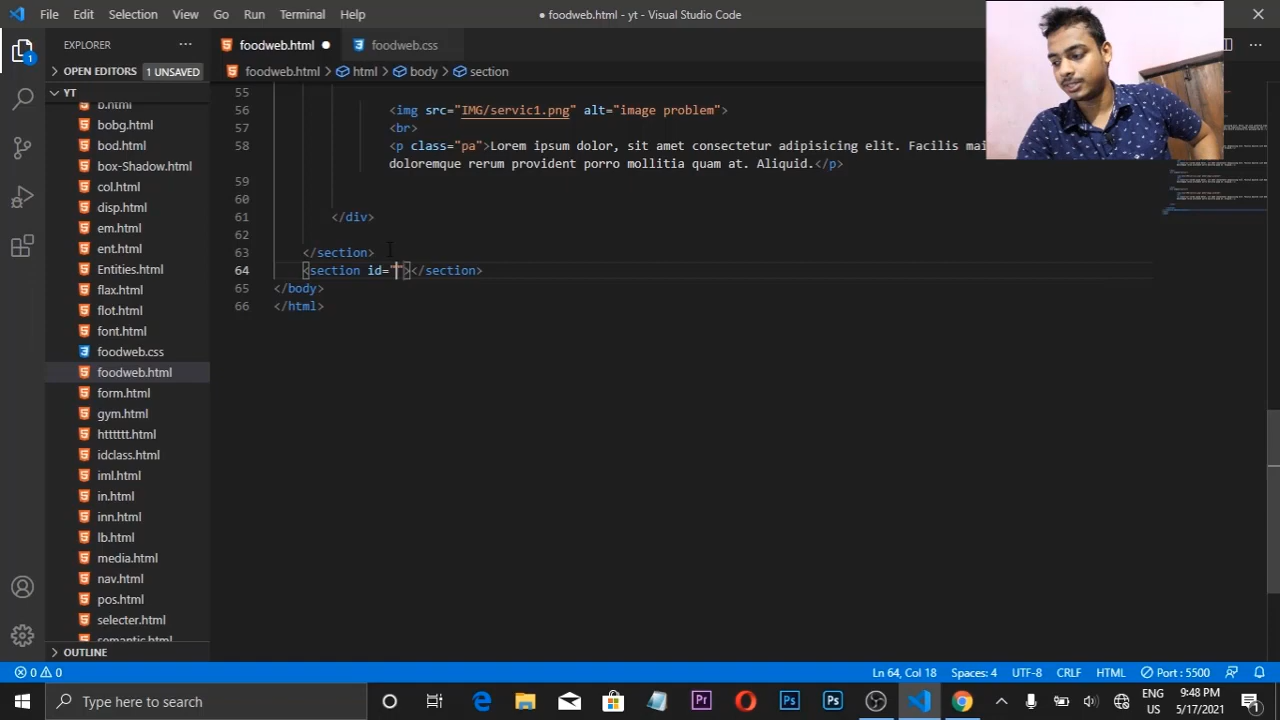 File Edit Selection View Go Run Terminal Help
● foodweb.html - yt - Visual Studio Code
EXPLORER
foodweb.html
foodweb.css
OPEN EDITORS 1 UNSAVED
foodweb.html > html > body > section
YT
b.html
bobg.html
bod.html
box-Shadow.html
col.html
disp.html
em.html
ent.html
Entities.html
flax.html
flot.html
font.html
foodweb.css
foodweb.html
form.html
gym.html
htttttt.html
idclass.html
iml.html
in.html
inn.html
lb.html
media.html
nav.html
pos.html
selecter.html
semantic.html
OUTLINE
55
56 <img src="IMG/servic1.png" alt="image problem">
57 <br>
58 <p class="pa">Lorem ipsum dolor, sit amet consectetur adipisicing elit. Facilis
doloremque rerum provident porro mollitia quam at. Aliquid.</p>
59
60
61 </div>
62
63 </section>
64 <section id=""></section>
65 </body>
66 </html>
0 0
Ln 64, Col 18 Spaces: 4 UTF-8 CRLF HTML Port : 5500
Type here to search
ENG
US
9:48 PM
5/17/2021